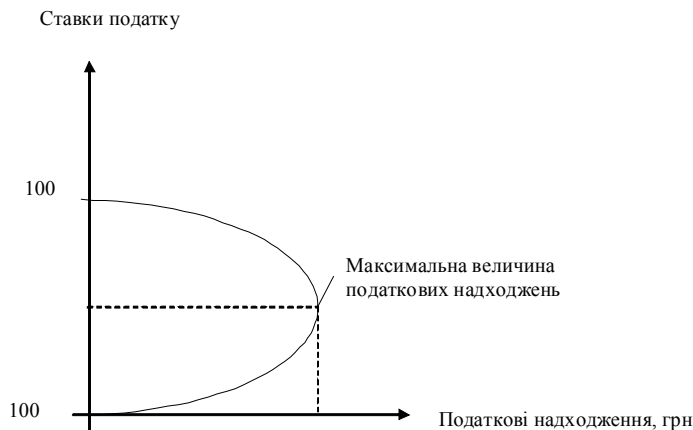 Ставки податку
100
Максимальна величина
податкових надходжень
100
Податкові надходження, грн